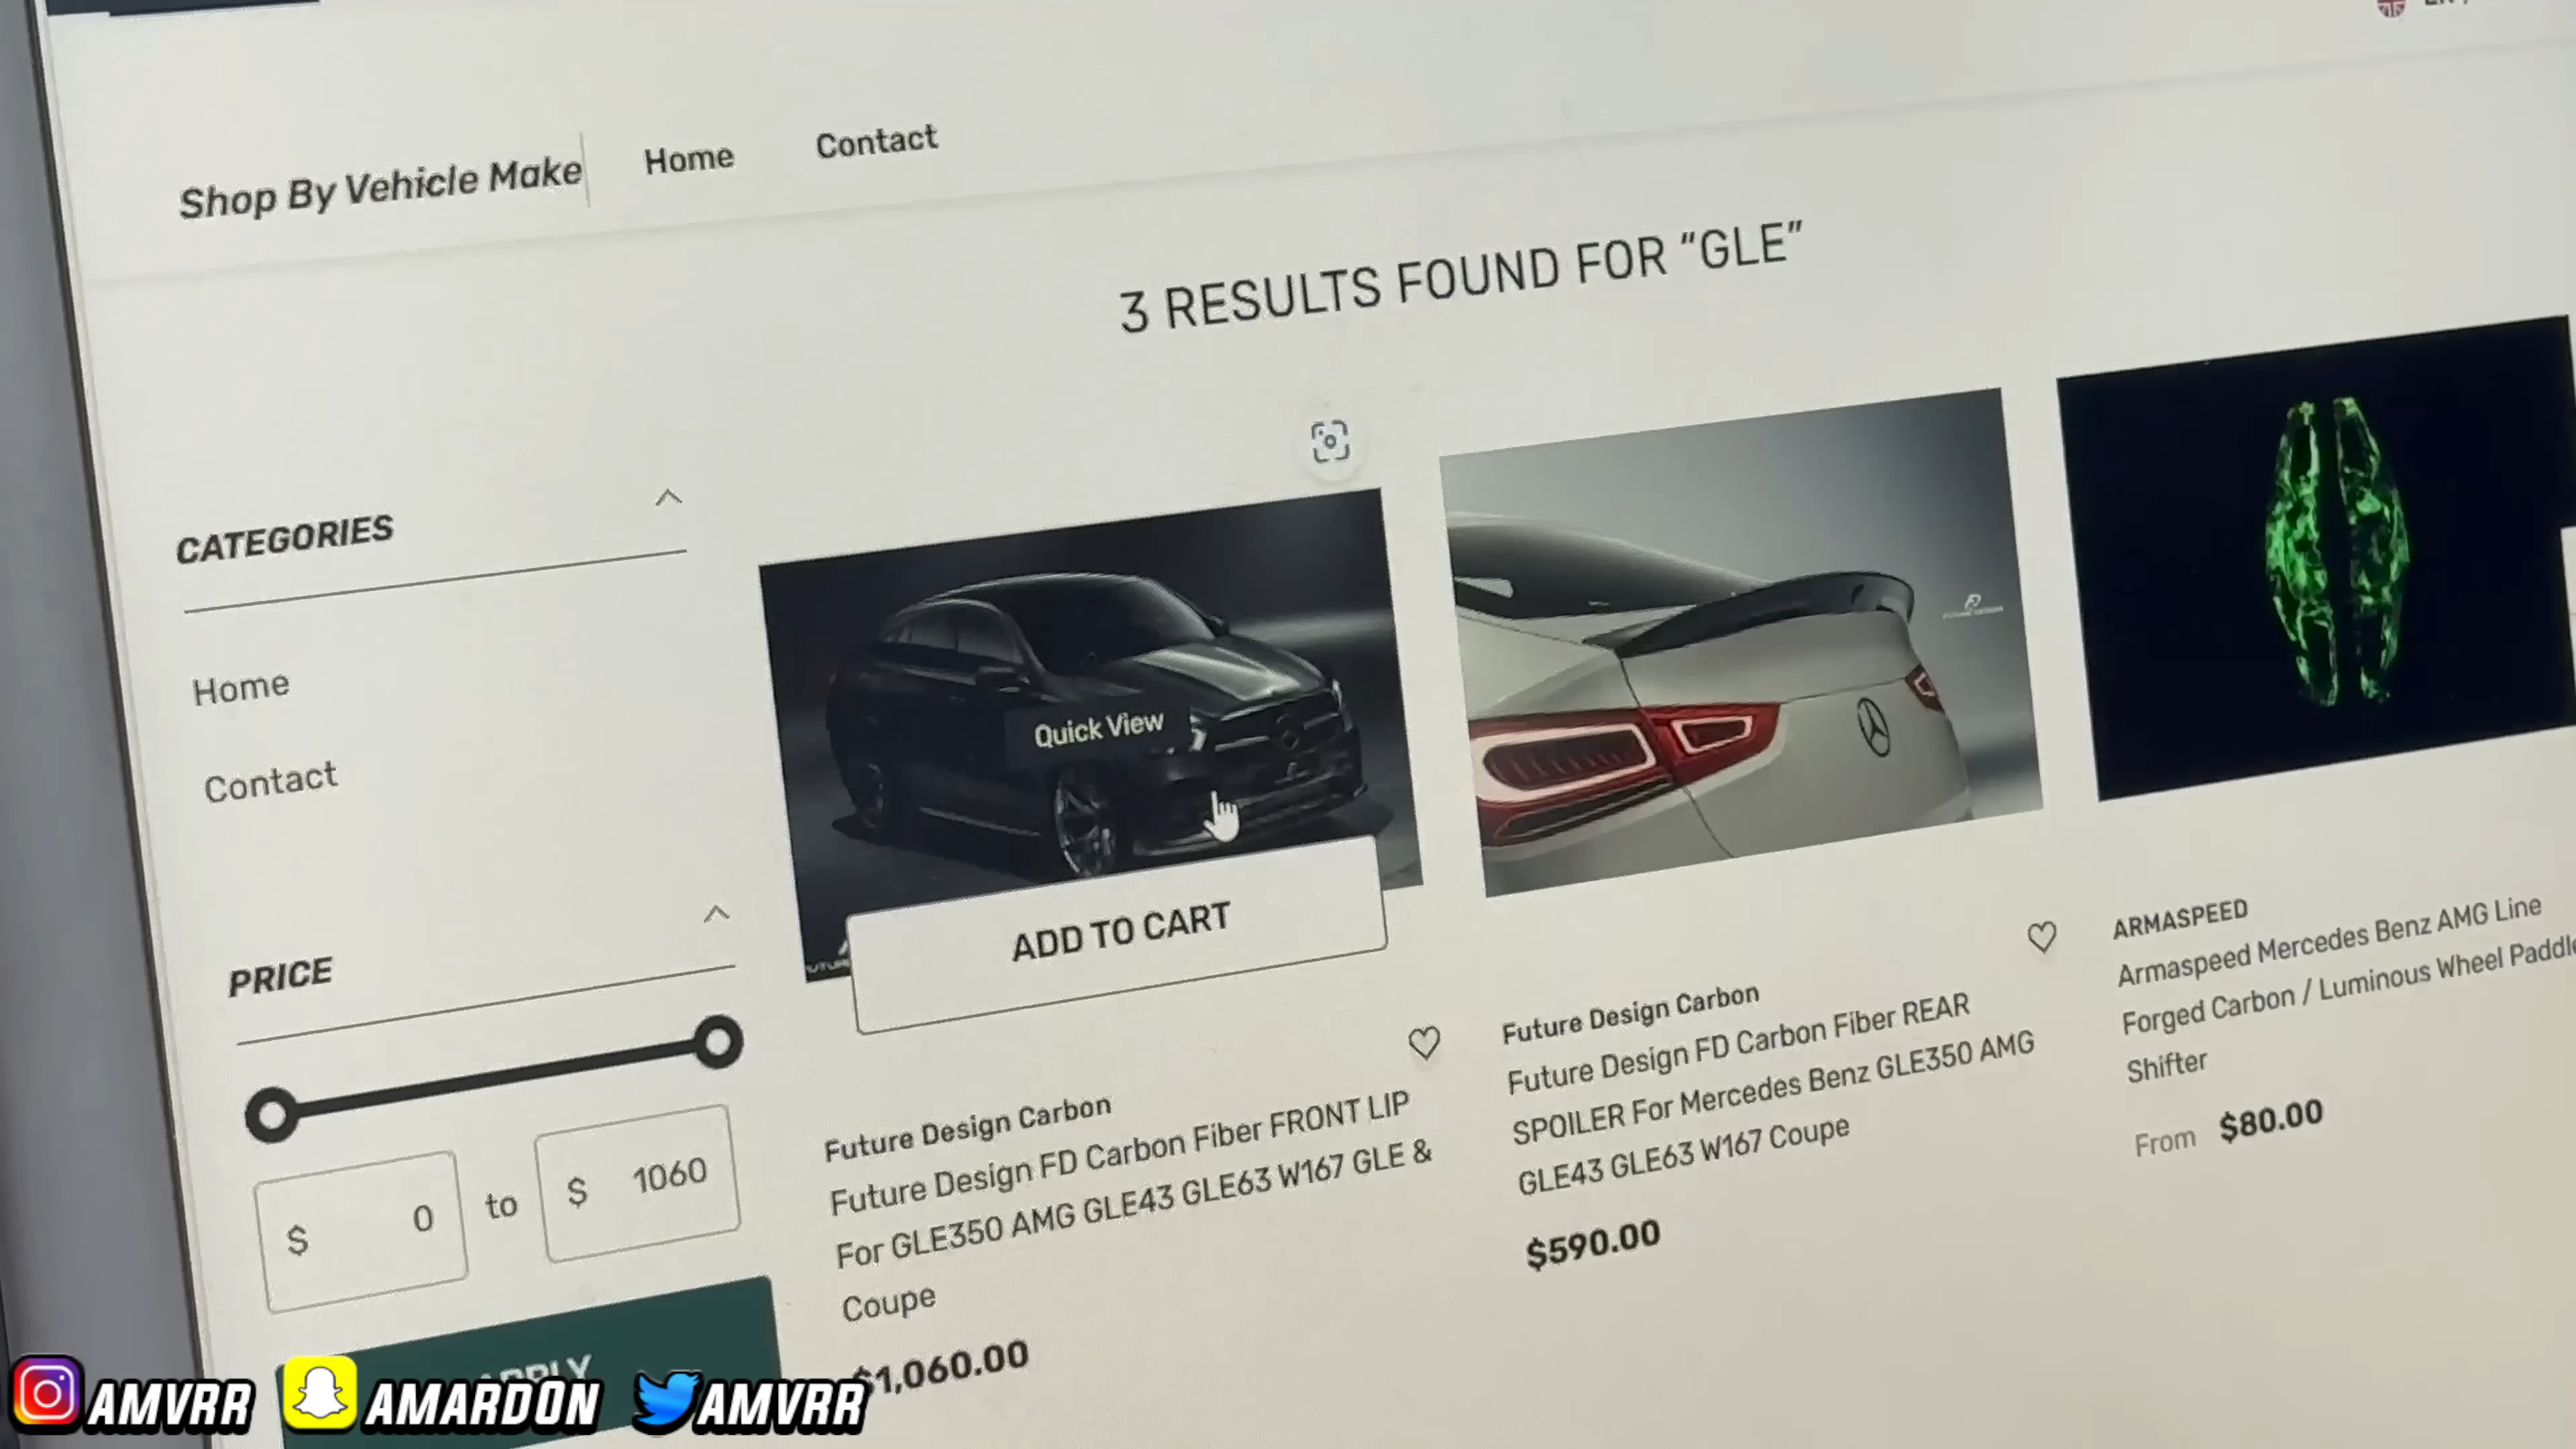 Shop By Vehicle Make
Home
Contact
3 RESULTS FOUND FOR "GLE"
CATEGORIES
Home
Contact
PRICE
$ 0 to $ 1060
APPLY
Quick View
ADD TO CART
Future Design Carbon
Future Design FD Carbon Fiber FRONT LIP
For GLE350 AMG GLE43 GLE63 W167 GLE &
Coupe
$1,060.00
Future Design Carbon
Future Design FD Carbon Fiber REAR
SPOILER For Mercedes Benz GLE350 AMG
GLE43 GLE63 W167 Coupe
$590.00
ARMASPEED
Armaspeed Mercedes Benz AMG Line
Forged Carbon / Luminous Wheel Paddle
Shifter
From $80.00
AMVRR
AMARDON
AMVRR